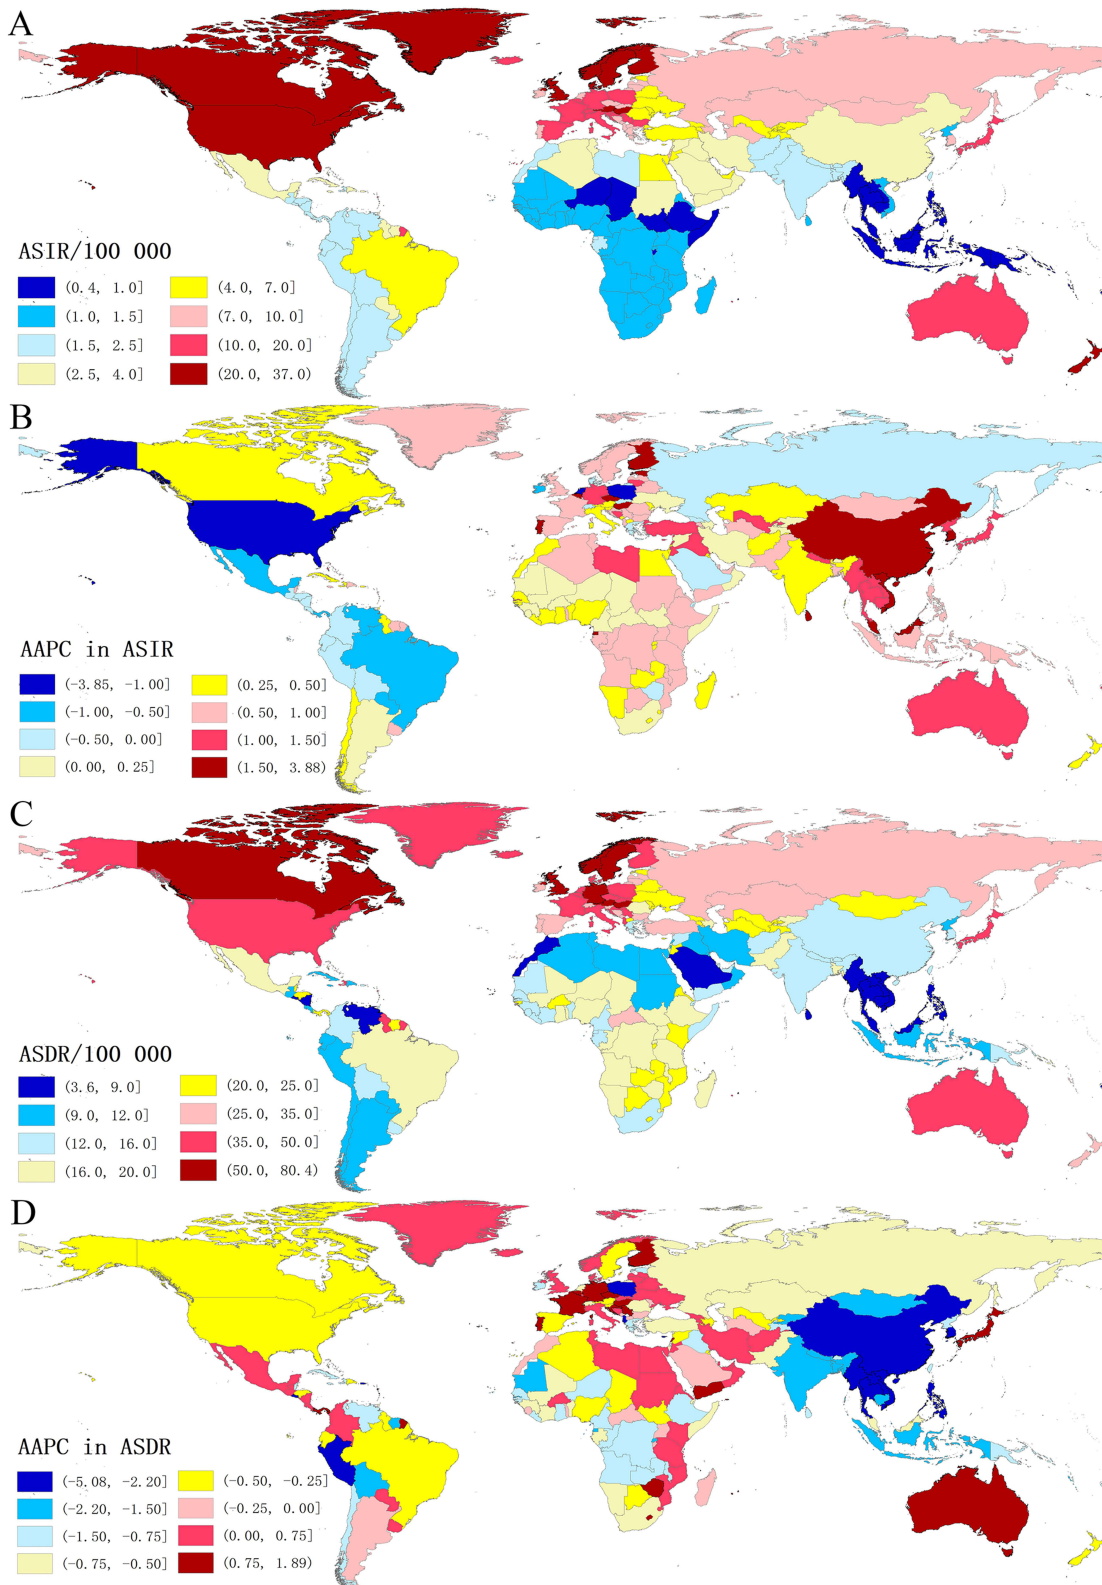 A
ASIR/100 000
(0.4, 1.0] (4.0, 7.0]
(1.0, 1.5] (7.0, 10.0]
(1.5, 2.5] (10.0, 20.0]
(2.5, 4.0] (20.0, 37.0)
B
AAPC in ASIR
(-3.85, -1.00] (0.25, 0.50]
(-1.00, -0.50] (0.50, 1.00]
(-0.50, 0.00] (1.00, 1.50]
(0.00, 0.25] (1.50, 3.88)
C
ASDR/100 000
(3.6, 9.0] (20.0, 25.0]
(9.0, 12.0] (25.0, 35.0]
(12.0, 16.0] (35.0, 50.0]
(16.0, 20.0] (50.0, 80.4)
D
AAPC in ASDR
(-5.08, -2.20] (-0.50, -0.25]
(-2.20, -1.50] (-0.25, 0.00]
(-1.50, -0.75] (0.00, 0.75]
(-0.75, -0.50] (0.75, 1.89)